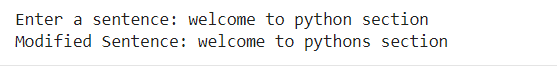 Enter a sentence: welcome to python section
Modified Sentence: welcome to pythons section